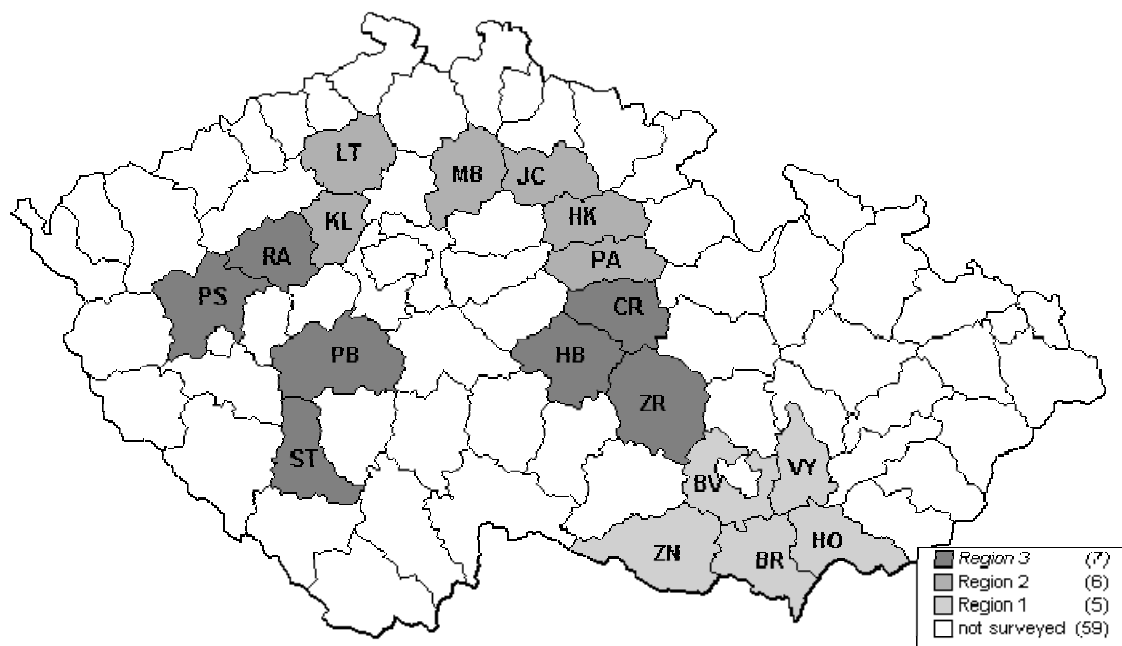 LT
MB
JC
KL
HK
RA
PA
PS
CR
PB
HB
ZR
ST
VY
BV
HO
ZN
BR
Region 3 (7)
Region 2 (6)
Region 1 (5)
not surveyed (59)